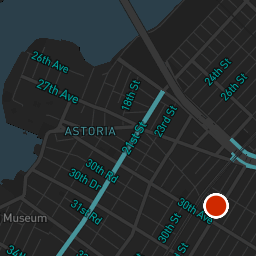 26th Ave
24th St
27th Ave
18th St
26th St
23rd St
ASTORIA
21st St
30th Rd
30th Dr
31st Rd
30th Ave
Museum
30th St
34th